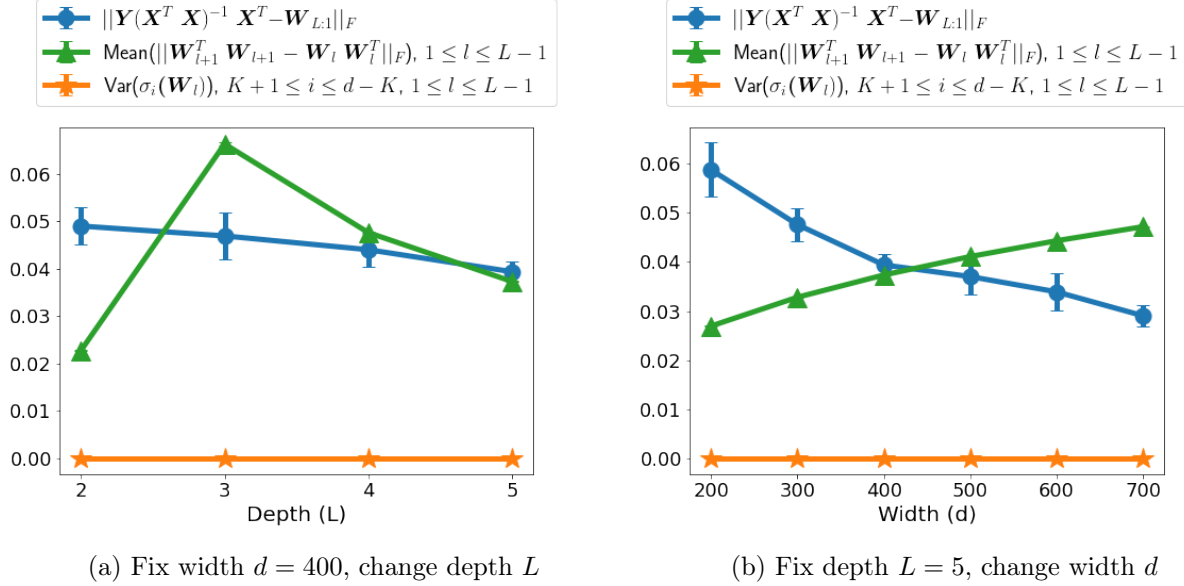 ||Y(X^T X)^{-1} X^T−W_{L:1}||_F
Mean(||W_{l+1}^T W_{l+1} − W_l W_l^T||_F), 1 ≤ l ≤ L − 1
Var(σ_i(W_l)), K + 1 ≤ i ≤ d − K, 1 ≤ l ≤ L − 1
0.06
0.05
0.04
0.03
0.02
0.01
0.00
2 3 4 5
Depth (L)
(a) Fix width d = 400, change depth L
||Y(X^T X)^{-1} X^T−W_{L:1}||_F
Mean(||W_{l+1}^T W_{l+1} − W_l W_l^T||_F), 1 ≤ l ≤ L − 1
Var(σ_i(W_l)), K + 1 ≤ i ≤ d − K, 1 ≤ l ≤ L − 1
0.06
0.05
0.04
0.03
0.02
0.01
0.00
200 300 400 500 600 700
Width (d)
(b) Fix depth L = 5, change width d